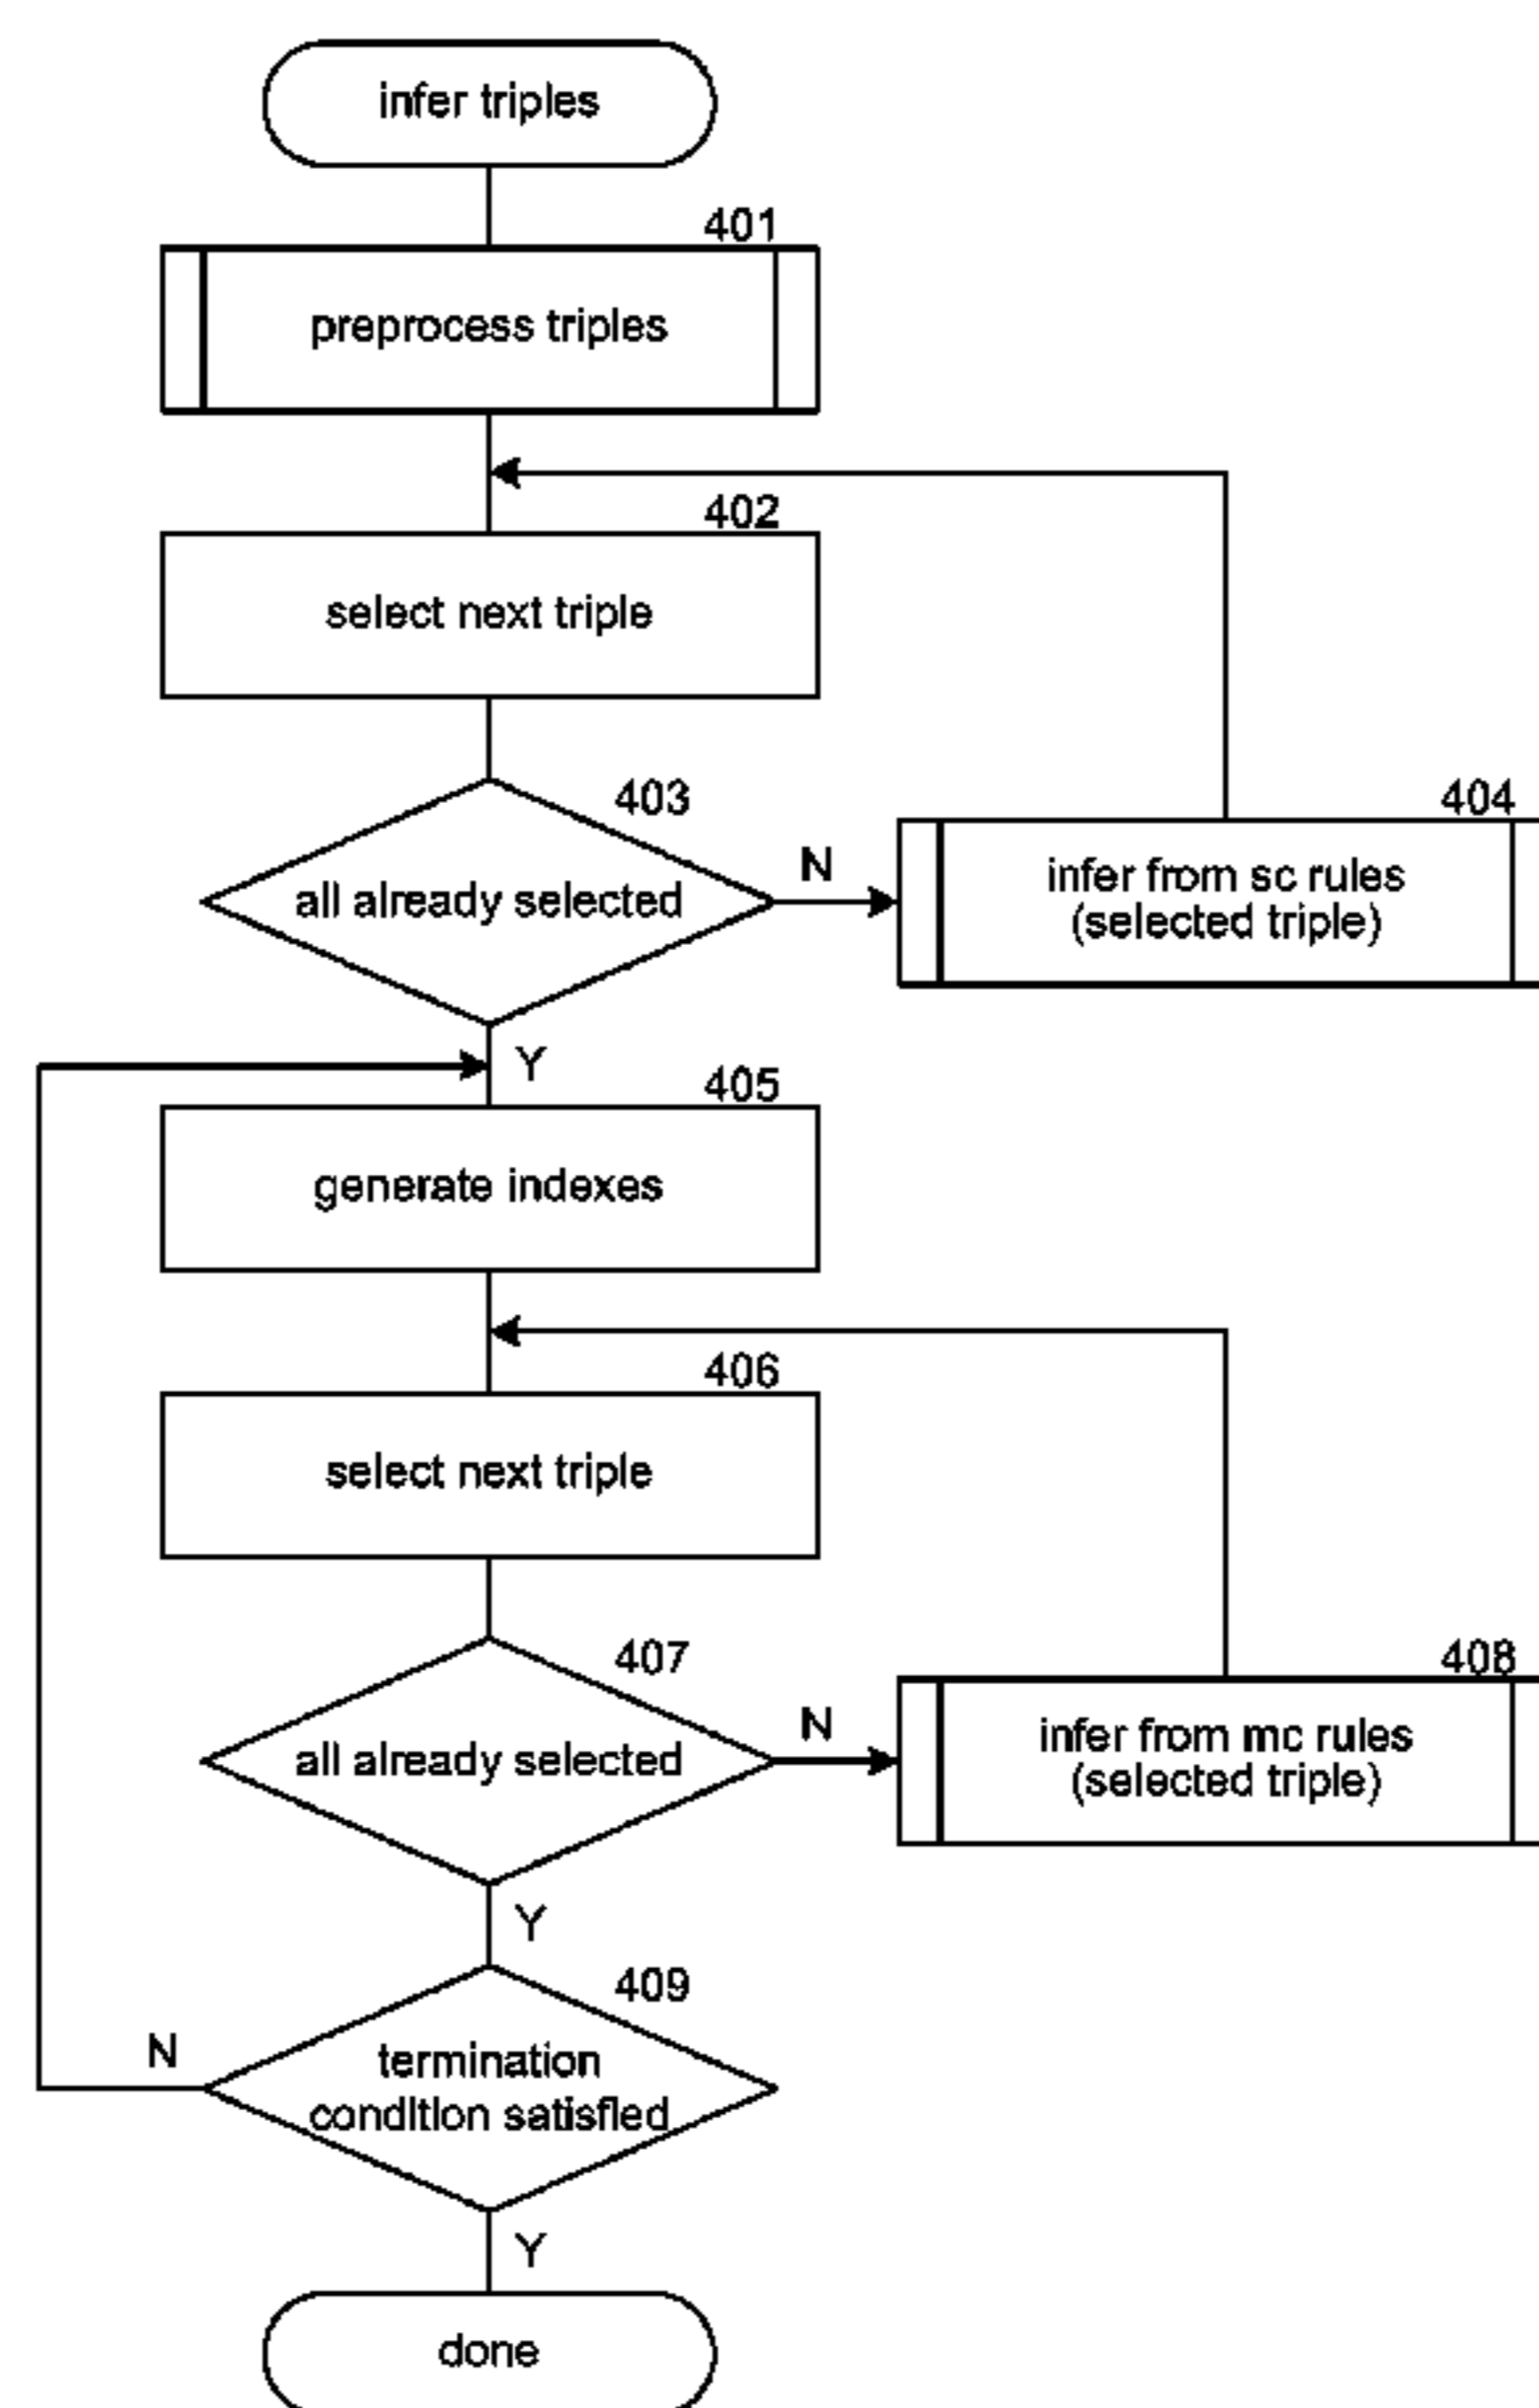 infer triples
401
preprocess triples
402
select next triple
403
all already selected
N
404
infer from sc rules
(selected triple)
Y
405
generate indexes
406
select next triple
407
all already selected
N
408
infer from mc rules
(selected triple)
Y
409
N
termination
condition satisfied
Y
done